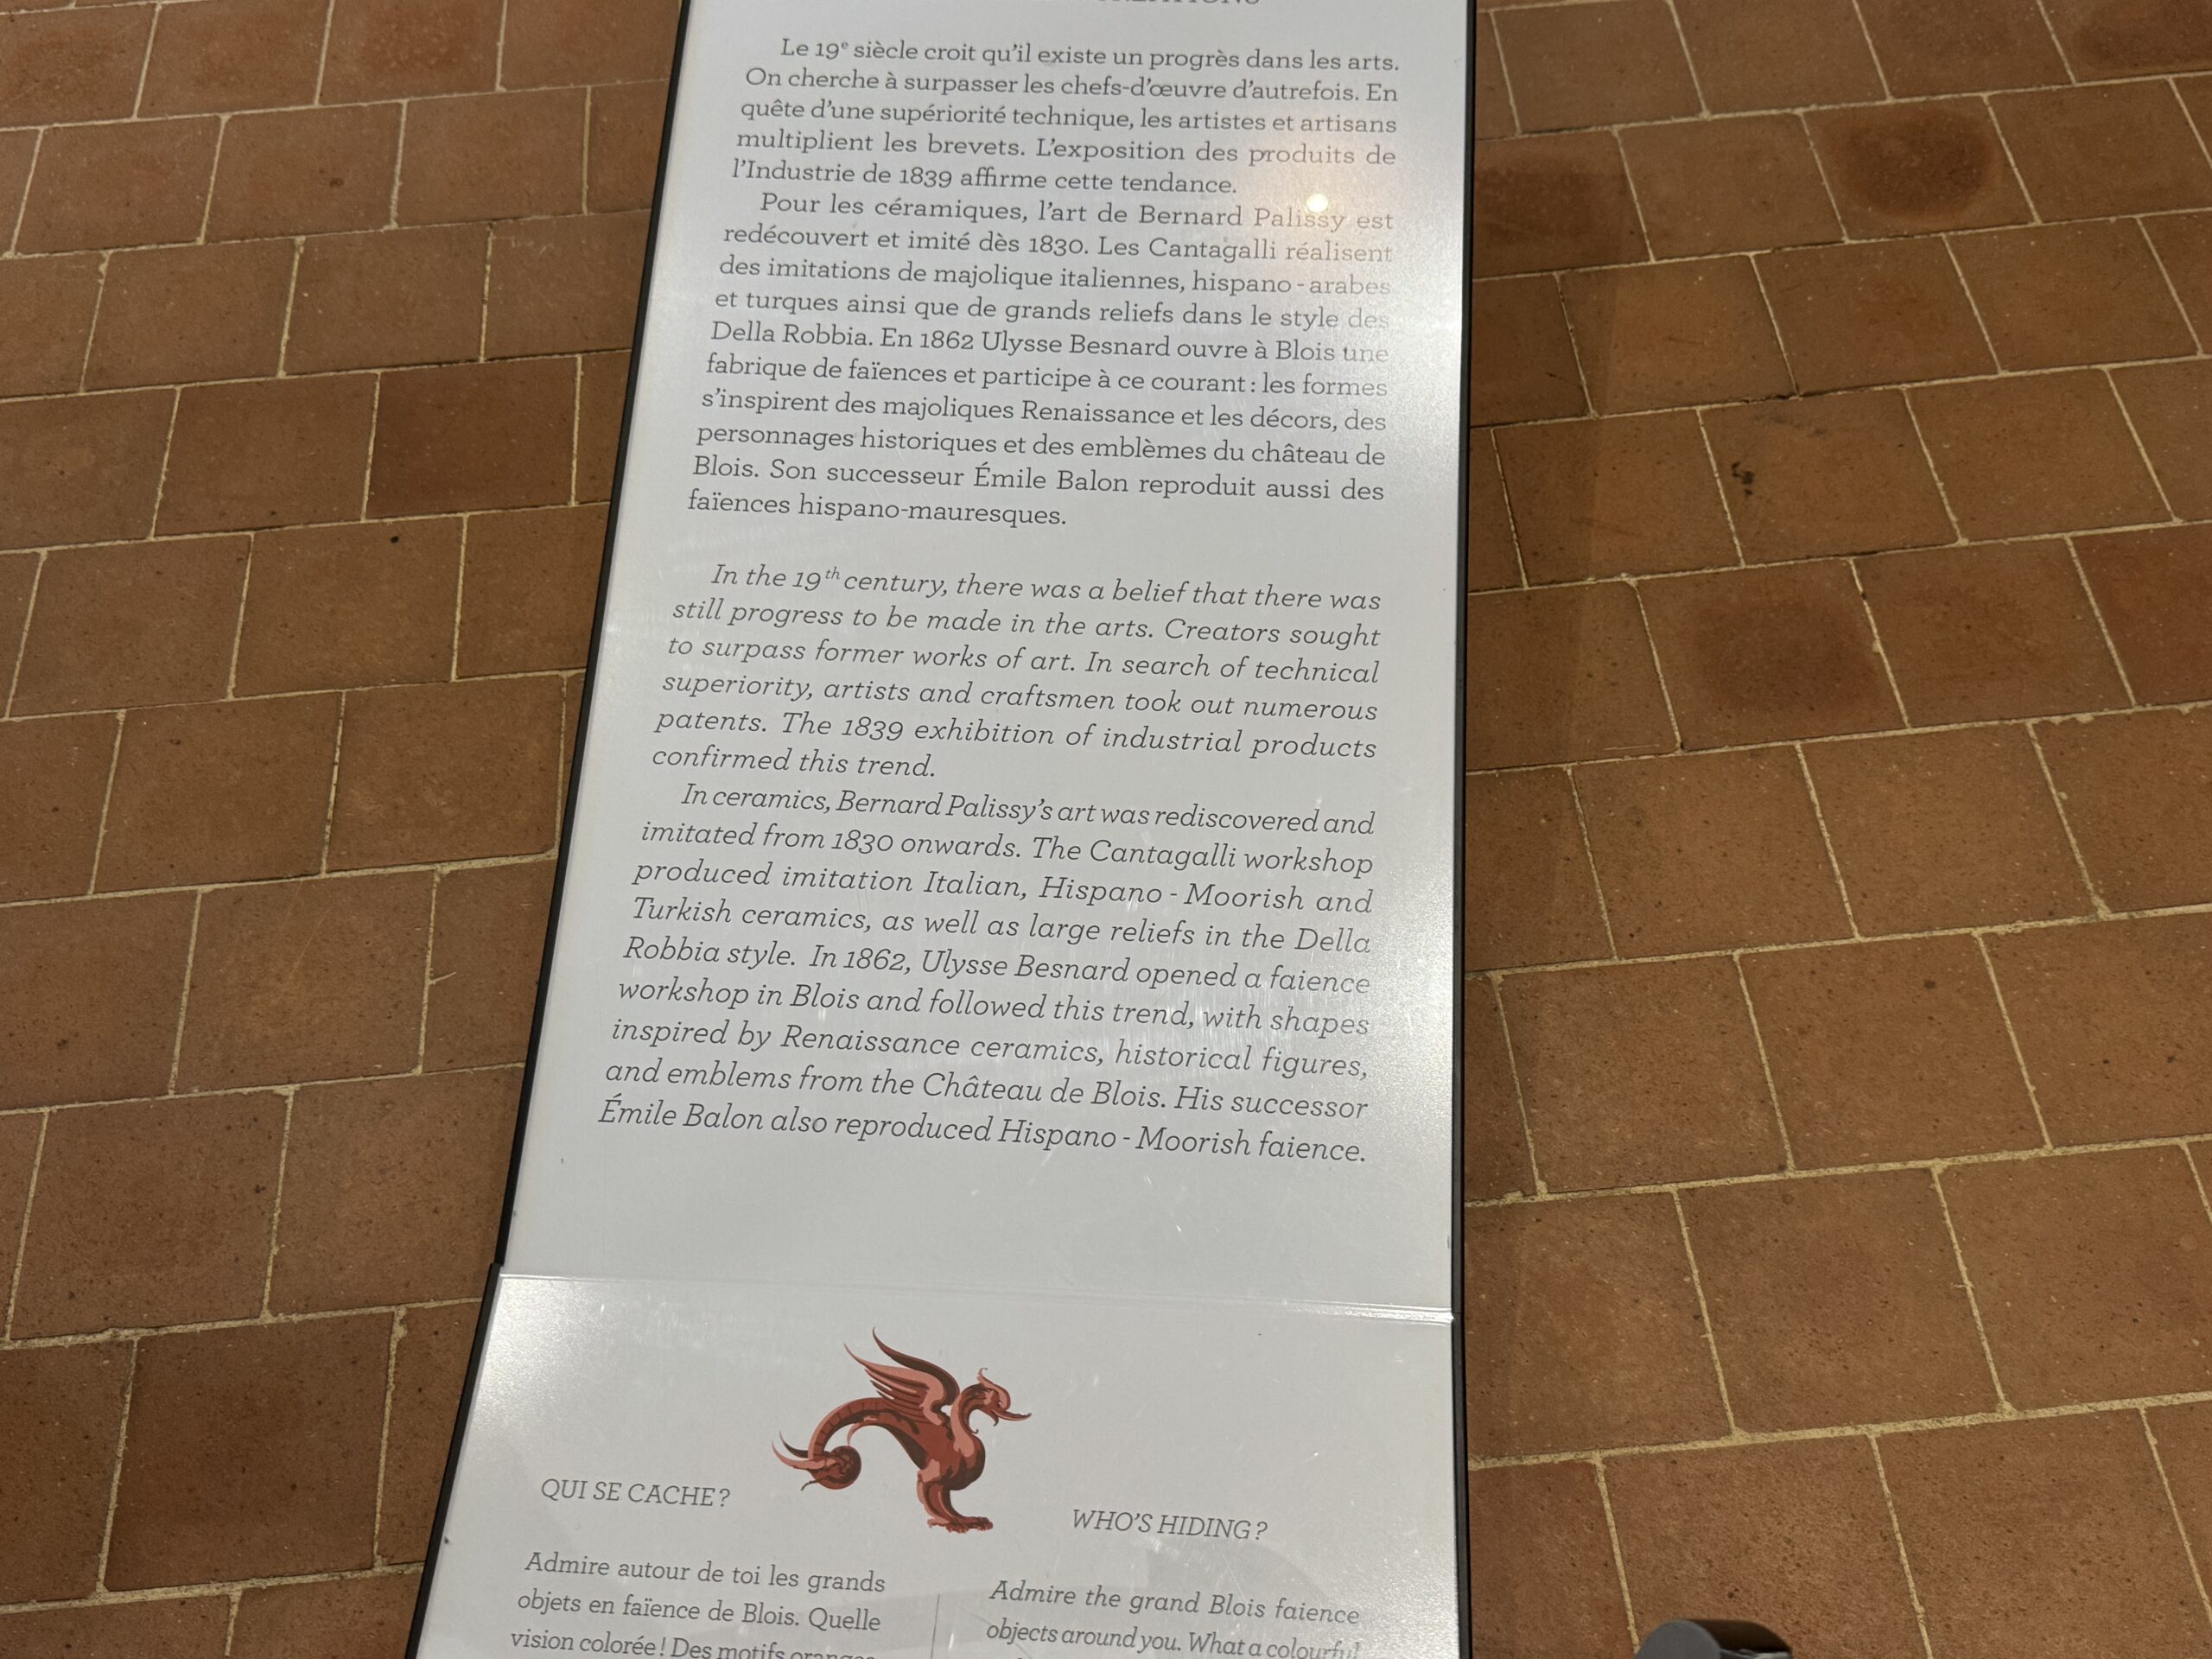 Le 19e siècle croit qu'il existe un progrès dans les arts.
On cherche à surpasser les chefs-d'œuvre d'autrefois. En
quête d'une supériorité technique, les artistes et artisans
multiplient les brevets. L'exposition des produits de
l'Industrie de 1839 affirme cette tendance.
Pour les céramiques, l'art de Bernard Palissy est
redécouvert et imité dès 1830. Les Cantagalli réalisent
des imitations de majolique italiennes, hispano-arabes
et turques ainsi que de grands reliefs dans le style des
Della Robbia. En 1862 Ulysse Besnard ouvre à Blois une
fabrique de faïences et participe à ce courant : les formes
s'inspirent des majoliques Renaissance et les décors, des
personnages historiques et des emblèmes du château de
Blois. Son successeur Émile Balon reproduit aussi des
faïences hispano-mauresques.
In the 19th century, there was a belief that there was
still progress to be made in the arts. Creators sought
to surpass former works of art. In search of technical
superiority, artists and craftsmen took out numerous
patents. The 1839 exhibition of industrial products
confirmed this trend.
In ceramics, Bernard Palissy's art was rediscovered and
imitated from 1830 onwards. The Cantagalli workshop
produced imitation Italian, Hispano - Moorish and
Turkish ceramics, as well as large reliefs in the Della
Robbia style. In 1862, Ulysse Besnard opened a faience
workshop in Blois and followed this trend, with shapes
inspired by Renaissance ceramics, historical figures,
and emblems from the Château de Blois. His successor
Émile Balon also reproduced Hispano - Moorish faience.
QUI SE CACHE ?
Admire autour de toi les grands
objets en faïence de Blois. Quelle
vision colorée ! Des motifs
WHO'S HIDING ?
Admire the grand Blois faience
objects around you. What a colourful